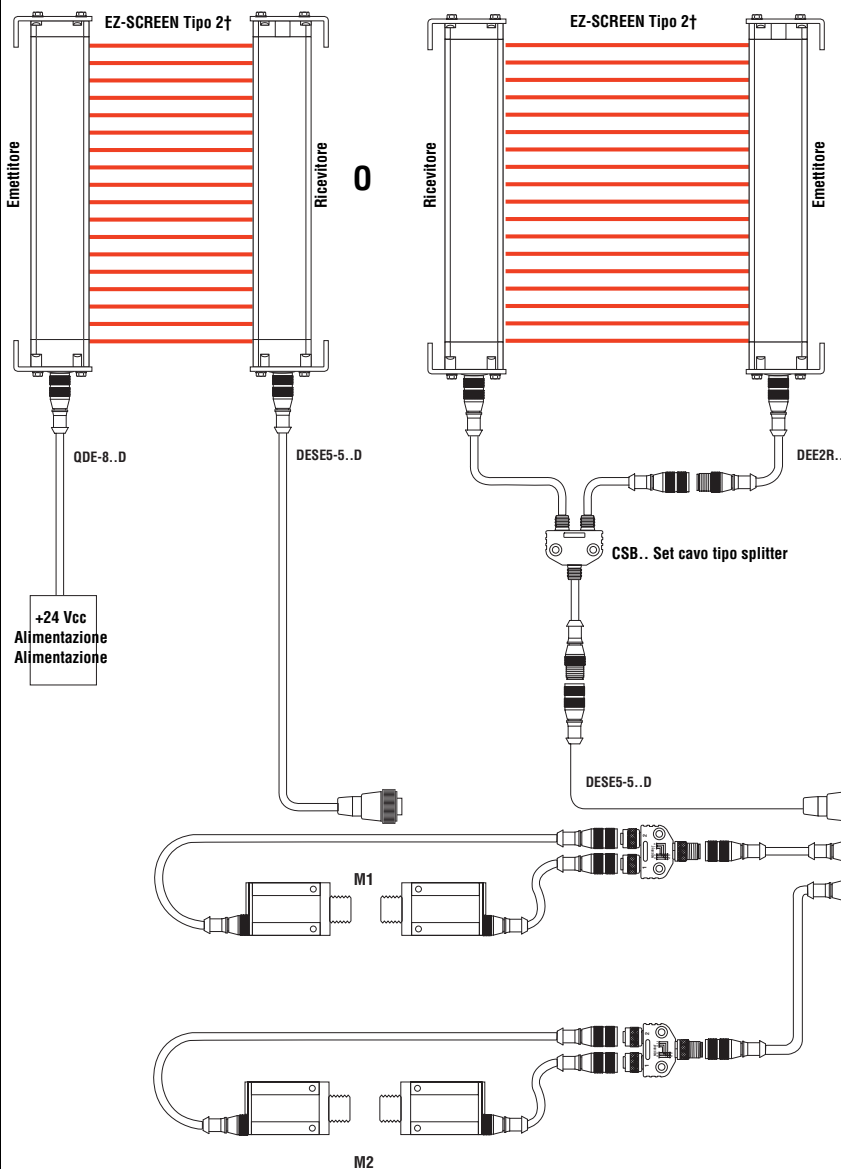 EZ-SCREEN Tipo 2†
EZ-SCREEN Tipo 2†
Emettitore
Ricevitore
O
Ricevitore
Emettitore
QDE-8..D
DESE5-5..D
DEE2R..
CSB.. Set cavo tipo splitter
+24 Vcc
Alimentazione
Alimentazione
DESE5-5..D
M1
M2